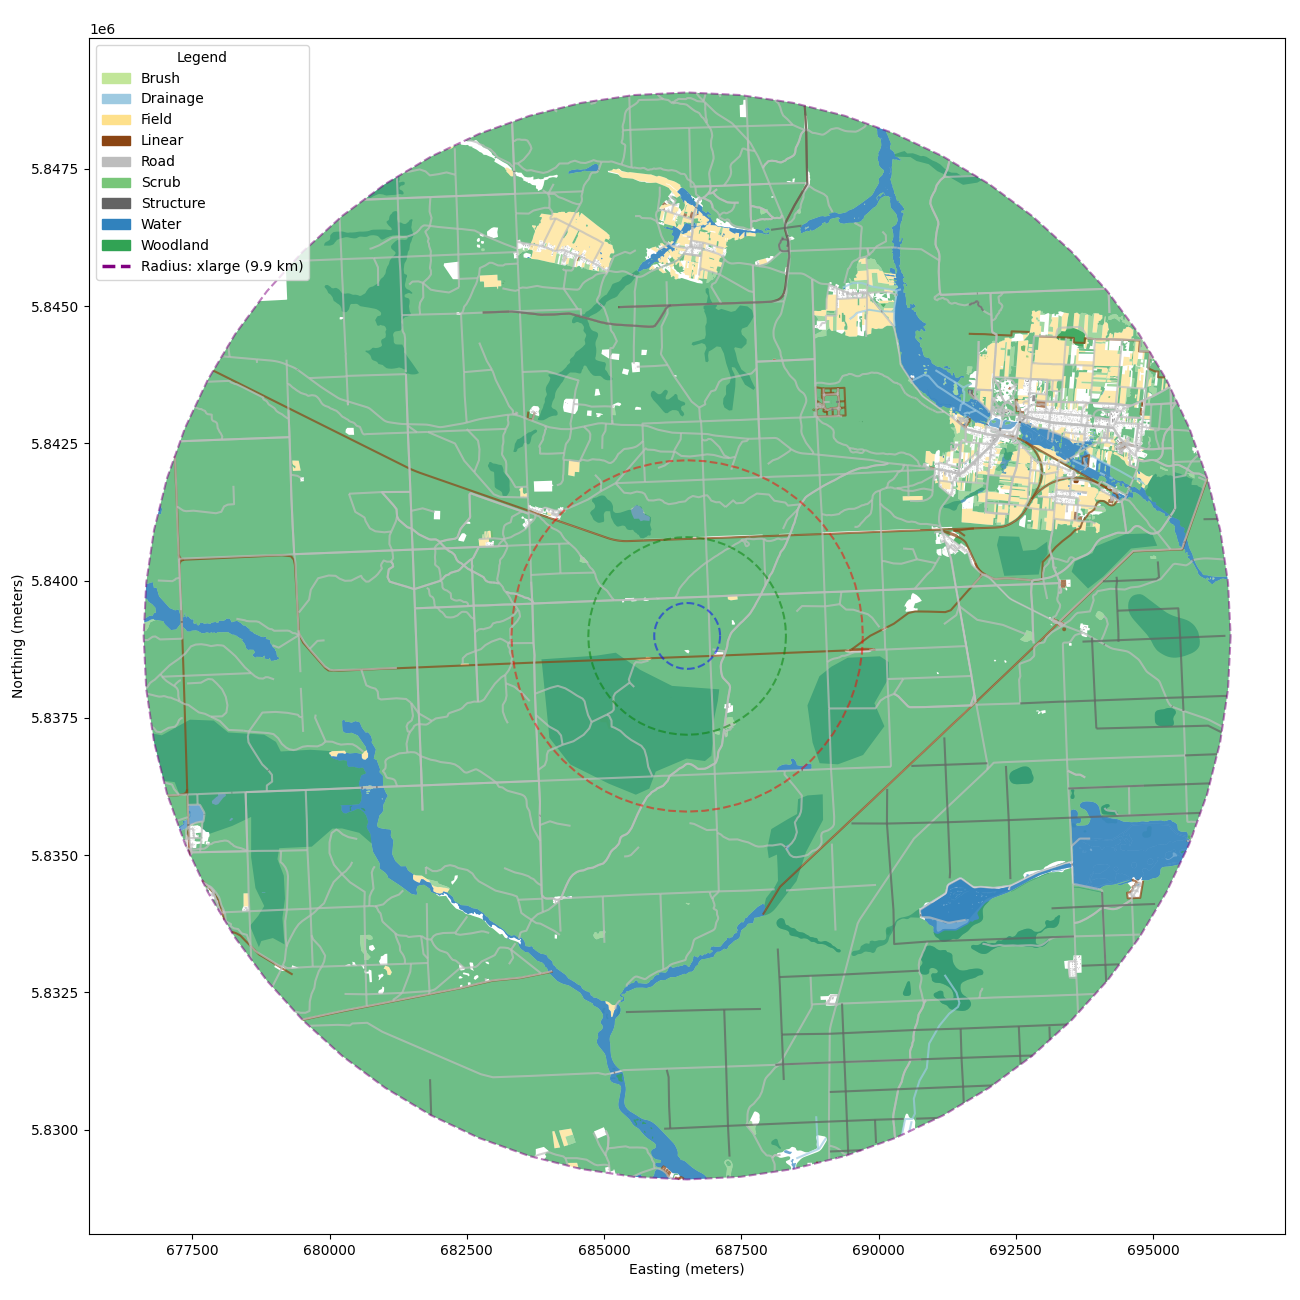 1e6
Legend
Brush
Drainage
Field
Linear
Road
Scrub
Structure
Water
Woodland
Radius: xlarge (9.9 km)
5.8475
5.8450
5.8425
5.8400
5.8375
5.8350
5.8325
5.8300
Northing (meters)
677500 680000 682500 685000 687500 690000 692500 695000
Easting (meters)